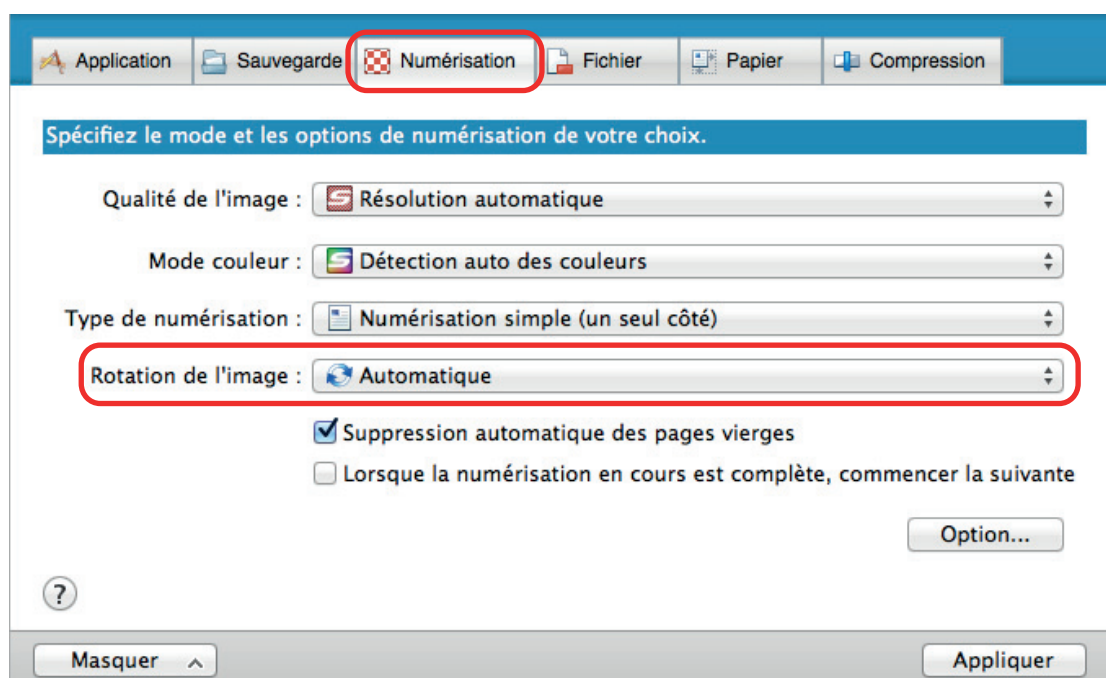 Application Sauvegarde Numérisation Fichier Papier Compression
Spécifiez le mode et les options de numérisation de votre choix.
Qualité de l'image : Résolution automatique
Mode couleur : Détection auto des couleurs
Type de numérisation : Numérisation simple (un seul côté)
Rotation de l'image : Automatique
Suppression automatique des pages vierges
Lorsque la numérisation en cours est complète, commencer la suivante
Option...
?
Masquer Appliquer